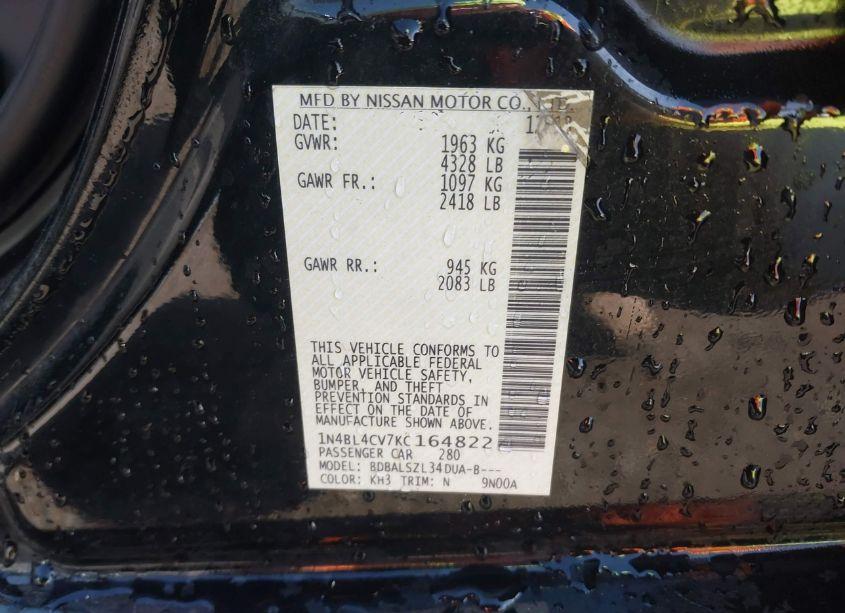 MFD BY NISSAN MOTOR CO., LTD.
DATE:
GVWR: 1963 KG
4328 LB
GAWR FR.: 1097 KG
2418 LB
GAWR RR.: 945 KG
2083 LB
THIS VEHICLE CONFORMS TO
ALL APPLICABLE FEDERAL
MOTOR VEHICLE SAFETY,
BUMPER, AND THEFT
PREVENTION STANDARDS IN
EFFECT ON THE DATE OF
MANUFACTURE SHOWN ABOVE.
1N4BL4CV7KC164822
PASSENGER CAR 280
MODEL: BDBALSZL34DUA-B---
COLOR: KH3 TRIM: N 9N00A